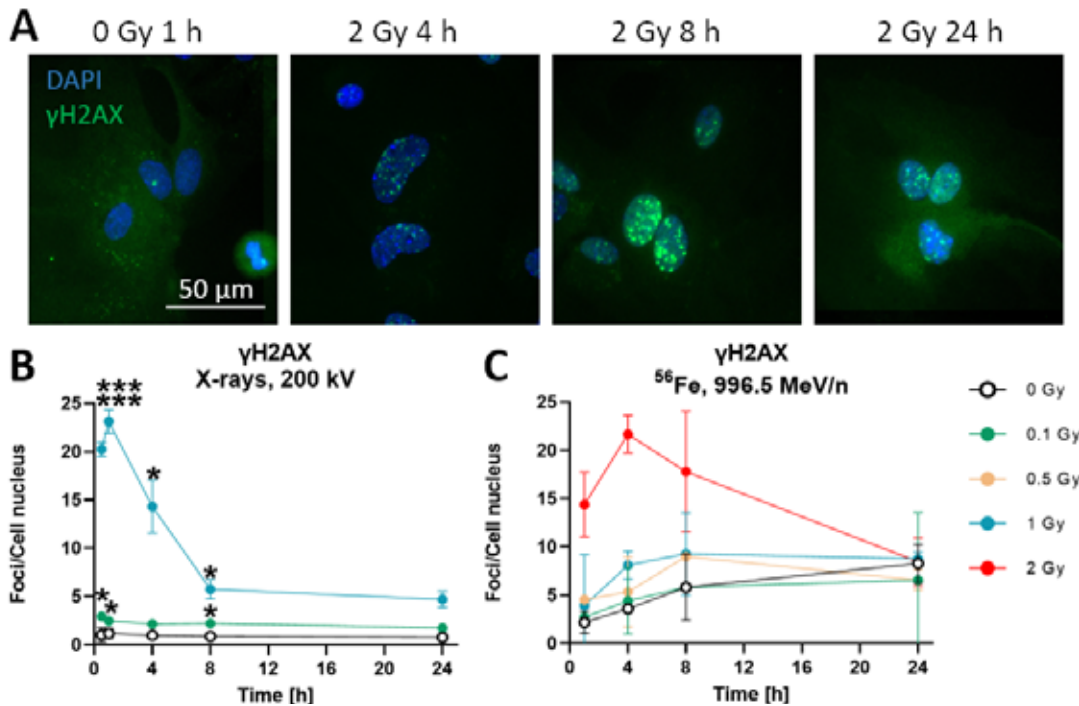 A
0 Gy 1 h
2 Gy 4 h
2 Gy 8 h
2 Gy 24 h
DAPI
γH2AX
50 μm
B
γH2AX
X-rays, 200 kV
***
***
*
*
*
*
*
25
20
15
10
5
0
Foci/Cell nucleus
0
4
8
12
16
20
24
Time [h]
C
γH2AX
⁵⁶Fe, 996.5 MeV/n
25
20
15
10
5
0
Foci/Cell nucleus
0
4
8
12
16
20
24
Time [h]
0 Gy
0.1 Gy
0.5 Gy
1 Gy
2 Gy